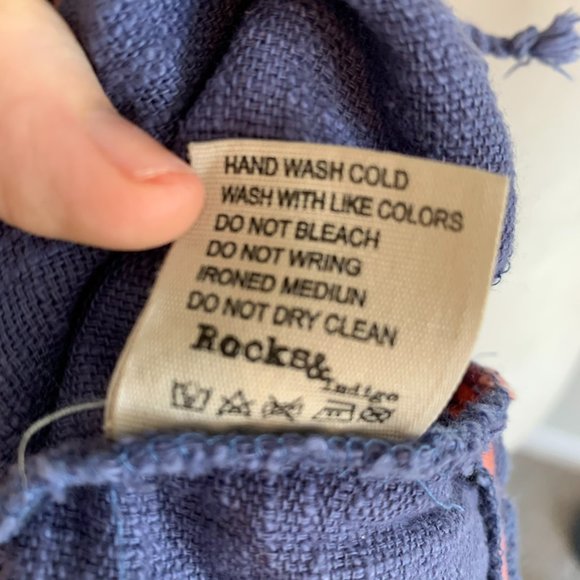 HAND WASH COLD
WASH WITH LIKE COLORS
DO NOT BLEACH
DO NOT WRING
IRONED MEDIUN
DO NOT DRY CLEAN
Rocks&
Indigo